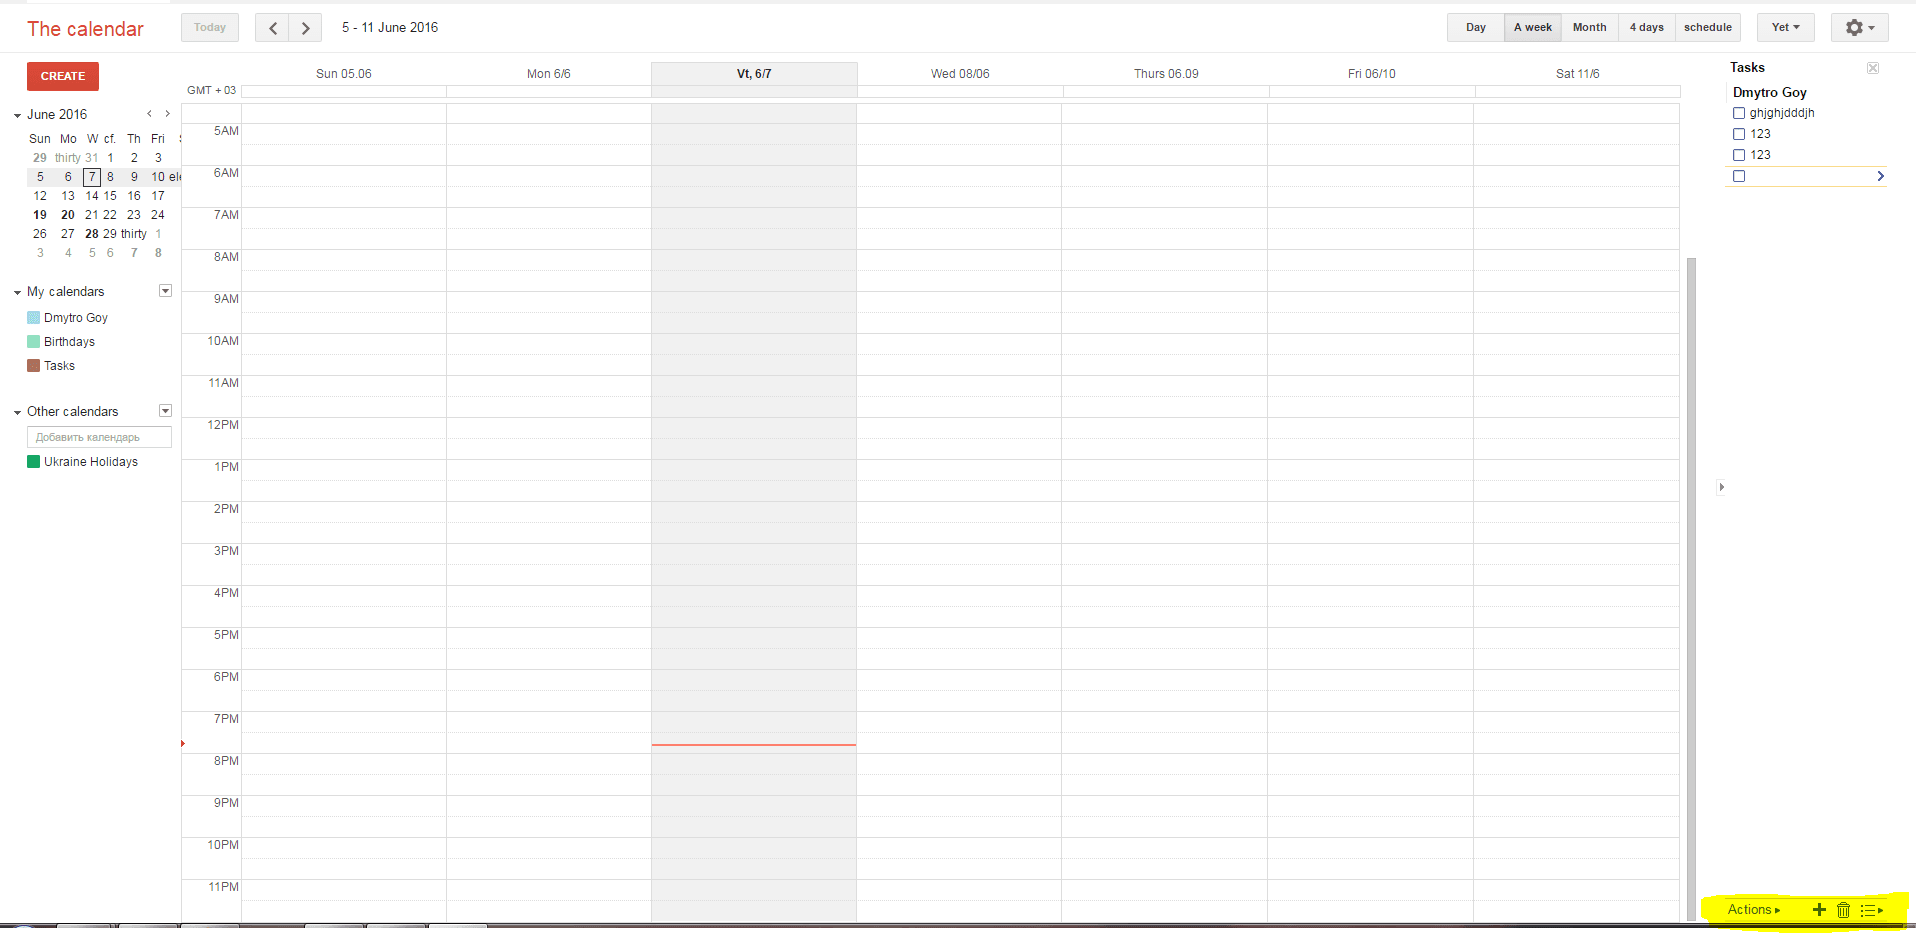 The calendar
Today
5 - 11 June 2016
Day
A week
Month
4 days
schedule
Yet
CREATE
June 2016
Sun Mo W cf. Th Fri
29 thirty 31 1 2 3
5 6 7 8 9 10 ele
12 13 14 15 16 17
19 20 21 22 23 24
26 27 28 29 thirty 1
3 4 5 6 7 8
My calendars
Dmytro Goy
Birthdays
Tasks
Other calendars
Добавить календарь
Ukraine Holidays
Sun 05.06
Mon 6/6
Vt, 6/7
Wed 08/06
Thurs 06.09
Fri 06/10
Sat 11/6
GMT + 03
5AM
6AM
7AM
8AM
9AM
10AM
11AM
12PM
1PM
2PM
3PM
4PM
5PM
6PM
7PM
8PM
9PM
10PM
11PM
Tasks
Dmytro Goy
ghjghjdddjh
123
123
Actions